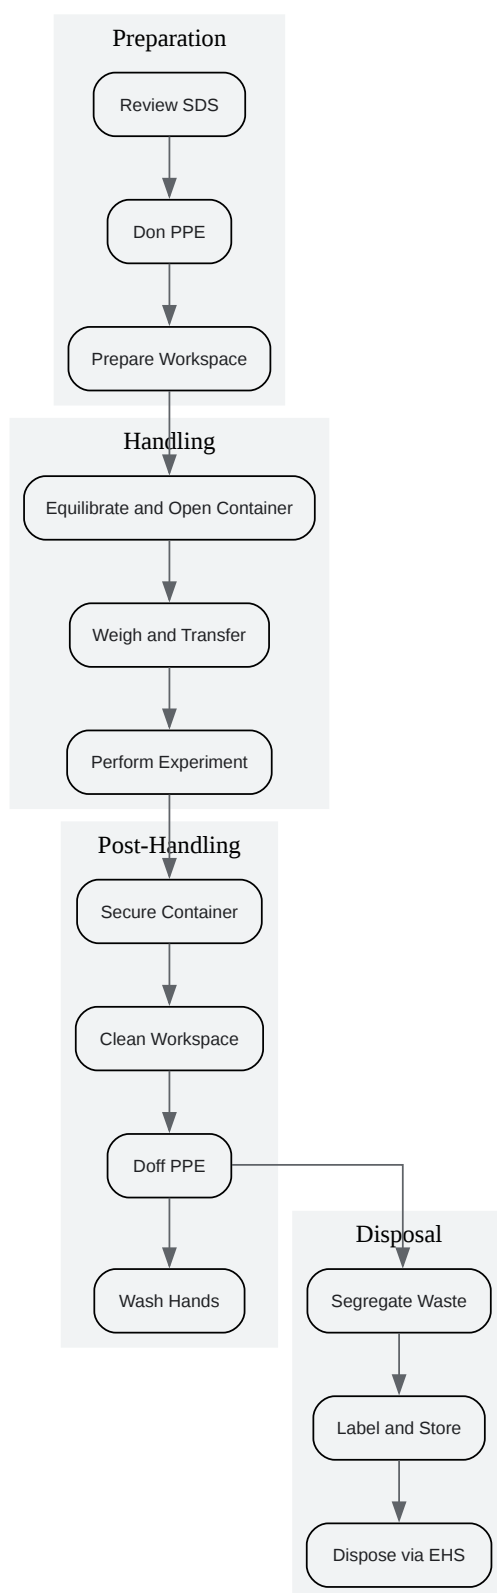 Preparation
Review SDS
Don PPE
Prepare Workspace
Handling
Equilibrate and Open Container
Weigh and Transfer
Perform Experiment
Post-Handling
Secure Container
Clean Workspace
Doff PPE
Wash Hands
Disposal
Segregate Waste
Label and Store
Dispose via EHS